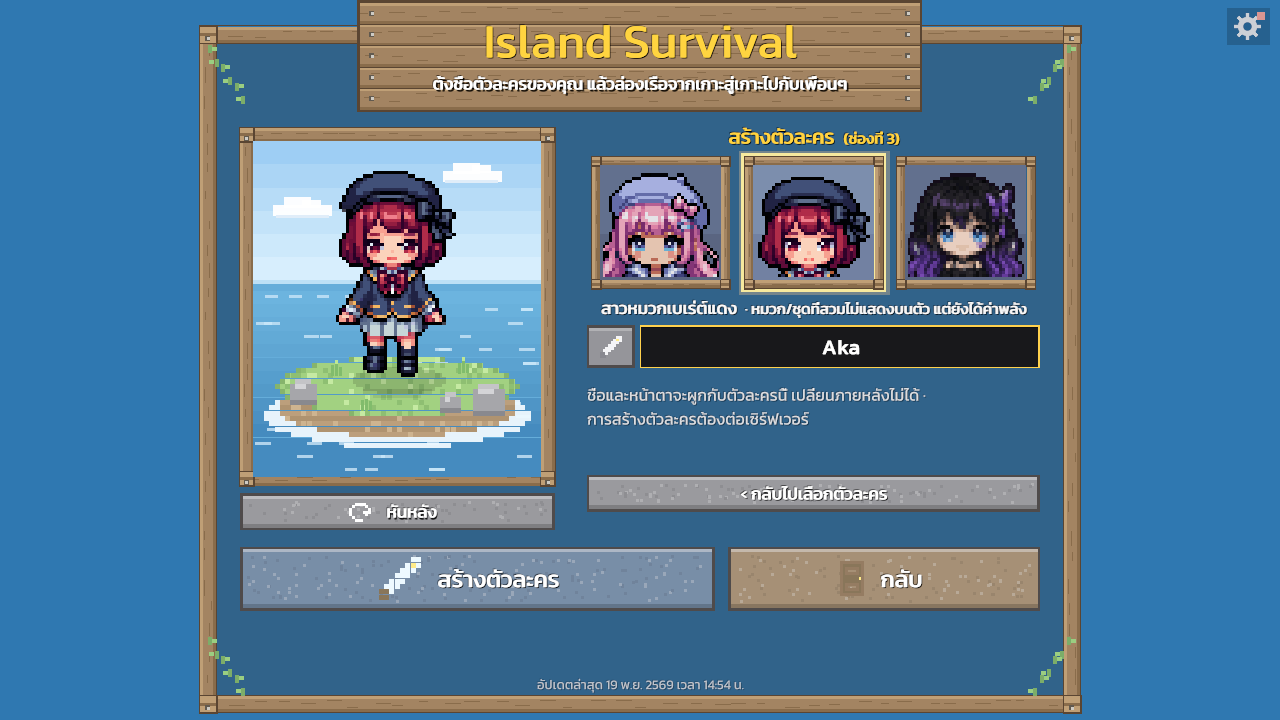 Island Survival
ตั้งชื่อตัวละครของคุณ แล้วล่องเรือจากเกาะสู่เกาะไปกับเพื่อนๆ
สร้างตัวละคร (ช่องที่ 3)
สาวหมวกเบเร่ต์แดง · หมวก/ชุดที่สวมไม่แสดงบนตัว แต่ยังได้ค่าพลัง
Aka
ชื่อและหน้าตาจะผูกกับตัวละครนี้ เปลี่ยนภายหลังไม่ได้ ·
การสร้างตัวละครต้องต่อเซิร์ฟเวอร์
< กลับไปเลือกตัวละคร
หันหลัง
สร้างตัวละคร
กลับ
อัปเดตล่าสุด 19 พ.ย. 2569 เวลา 14:54 น.